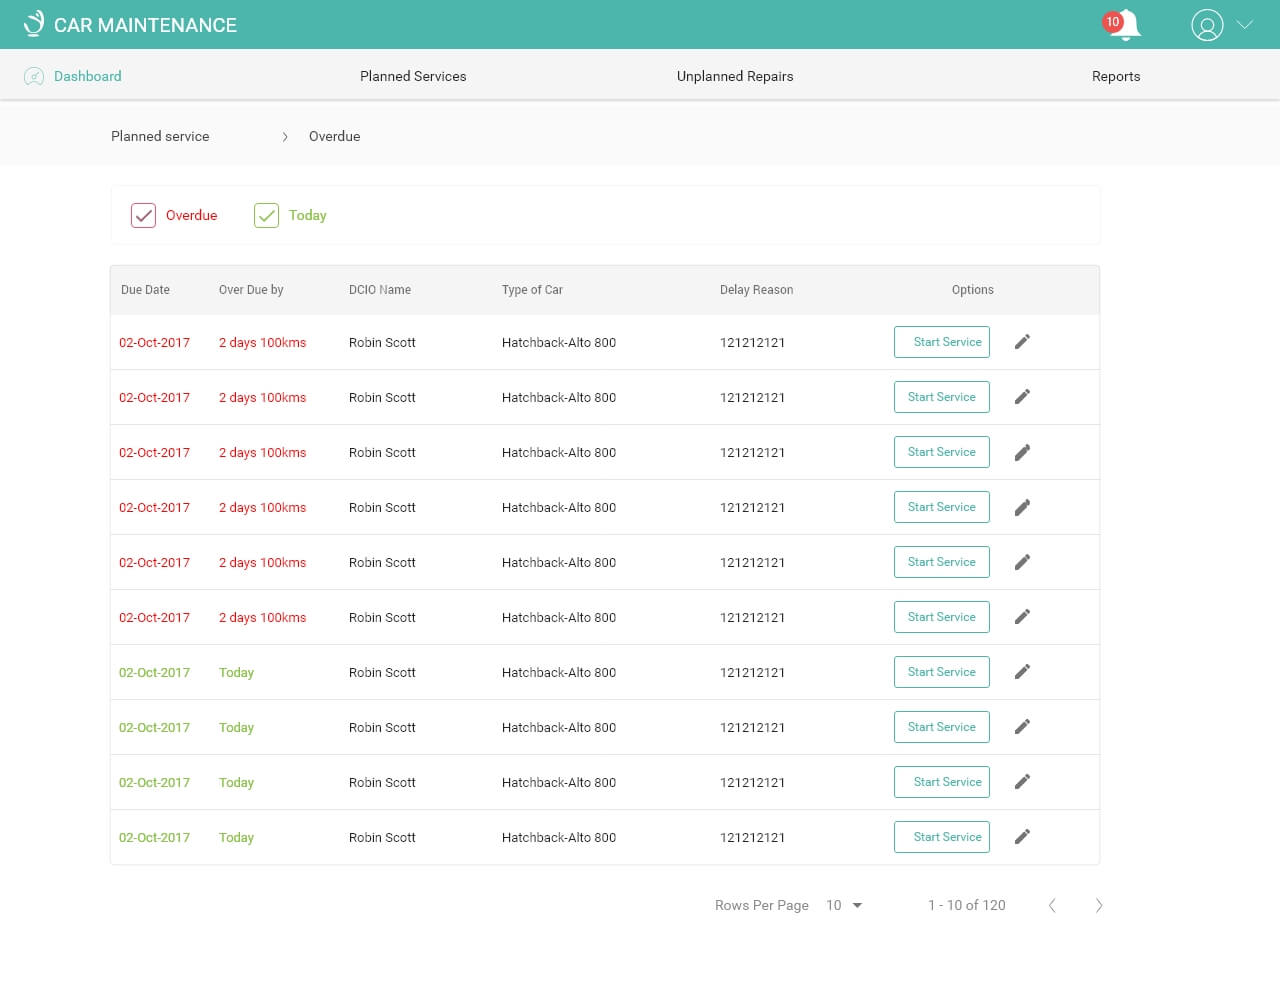 CAR MAINTENANCE 10
Dashboard Planned Services Unplanned Repairs Reports
Planned service Overdue
Overdue Today
Due Date Over Due by DCIO Name Type of Car Delay Reason Options
02-Oct-2017 2 days 100kms Robin Scott Hatchback-Alto 800 121212121 Start Service
02-Oct-2017 2 days 100kms Robin Scott Hatchback-Alto 800 121212121 Start Service
02-Oct-2017 2 days 100kms Robin Scott Hatchback-Alto 800 121212121 Start Service
02-Oct-2017 2 days 100kms Robin Scott Hatchback-Alto 800 121212121 Start Service
02-Oct-2017 2 days 100kms Robin Scott Hatchback-Alto 800 121212121 Start Service
02-Oct-2017 2 days 100kms Robin Scott Hatchback-Alto 800 121212121 Start Service
02-Oct-2017 Today Robin Scott Hatchback-Alto 800 121212121 Start Service
02-Oct-2017 Today Robin Scott Hatchback-Alto 800 121212121 Start Service
02-Oct-2017 Today Robin Scott Hatchback-Alto 800 121212121 Start Service
02-Oct-2017 Today Robin Scott Hatchback-Alto 800 121212121 Start Service
Rows Per Page 10 1 - 10 of 120